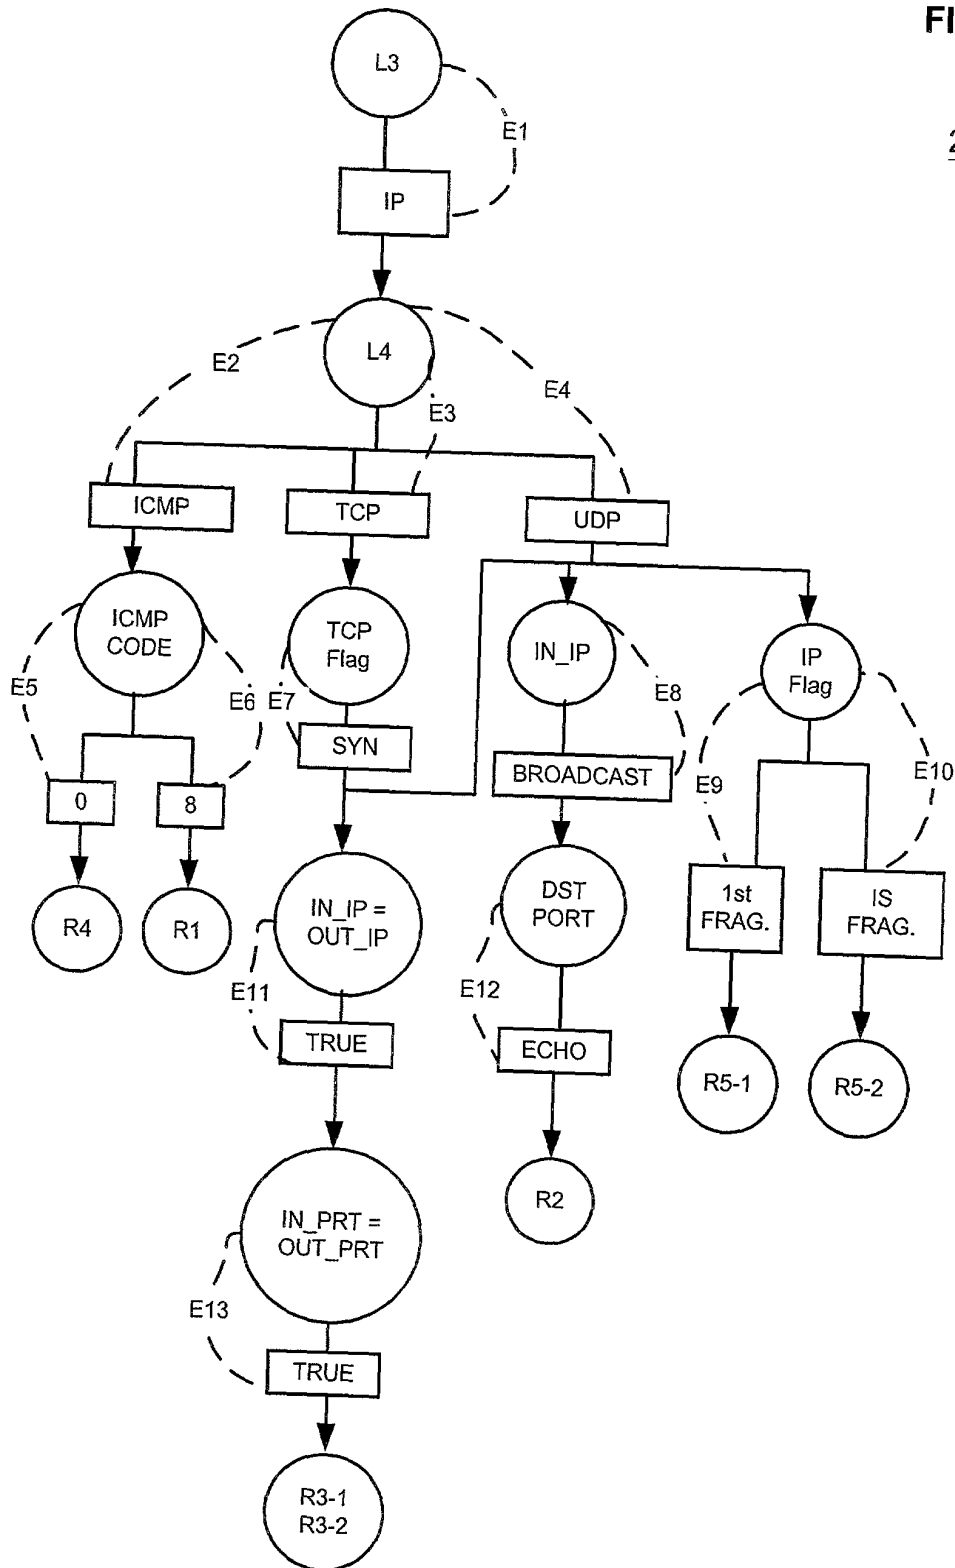 FI
L3
E1
2
IP
L4
E2
E4
E3
ICMP
TCP
UDP
ICMP
CODE
TCP
Flag
IN_IP
IP
Flag
E5
E6
E7
E8
SYN
BROADCAST
E9
E10
0
8
R4
R1
IN_IP =
OUT_IP
DST
PORT
1st
FRAG.
IS
FRAG.
E11
E12
TRUE
ECHO
R5-1
R5-2
R2
IN_PRT =
OUT_PRT
E13
TRUE
R3-1
R3-2